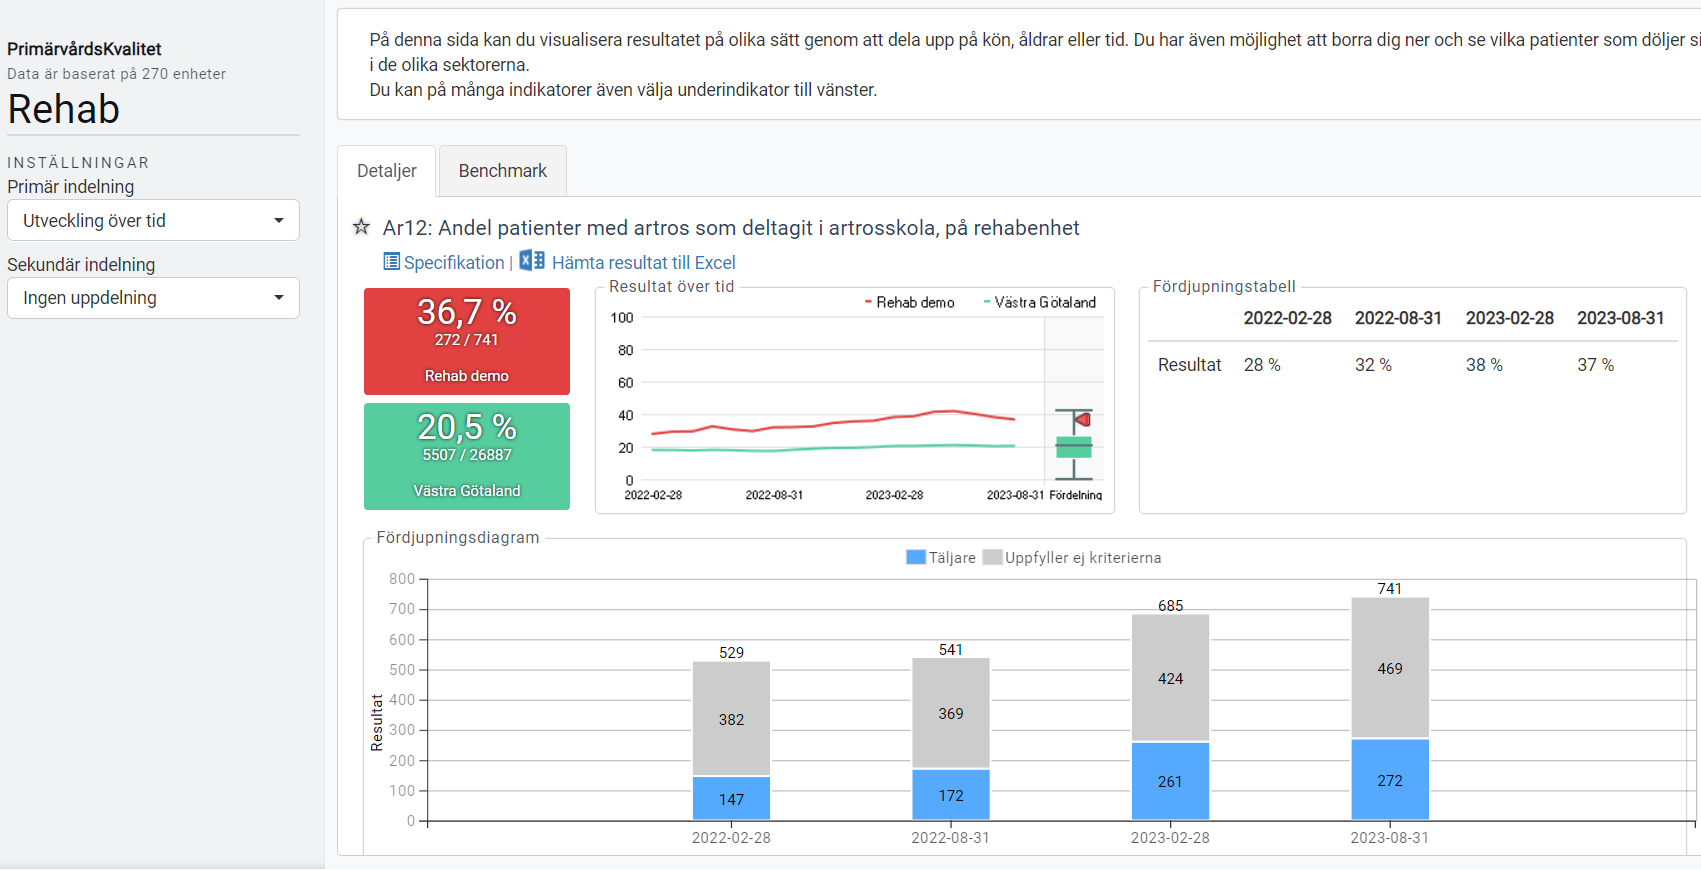 PrimärvårdsKvalitet
Data är baserat på 270 enheter
Rehab
INSTÄLLNINGAR
Primär indelning
Utveckling över tid
Sekundär indelning
Ingen uppdelning
På denna sida kan du visualisera resultatet på olika sätt genom att dela upp på kön, åldrar eller tid. Du har även möjlighet att borra dig ner och se vilka patienter som döljer
i de olika sektorerna.
Du kan på många indikatorer även välja underindikator till vänster.
Detaljer
Benchmark
Ar12: Andel patienter med artros som deltagit i artrosskola, på rehabenhet
Specifikation | Hämta resultat till Excel
36,7 %
272 / 741
Rehab demo
20,5 %
5507 / 26887
Västra Götaland
Resultat över tid
Rehab demo Västra Götaland
100
80
60
40
20
0
2022-02-28 2022-08-31 2023-02-28 2023-08-31 Fördelning
Fördjupningstabell
2022-02-28 2022-08-31 2023-02-28 2023-08-31
Resultat 28 % 32 % 38 % 37 %
Fördjupningsdiagram
Täljare Uppfyller ej kriterierna
Resultat
800
700
600
500
400
300
200
100
0
529
382
147
541
369
172
685
424
261
741
469
272
2022-02-28 2022-08-31 2023-02-28 2023-08-31